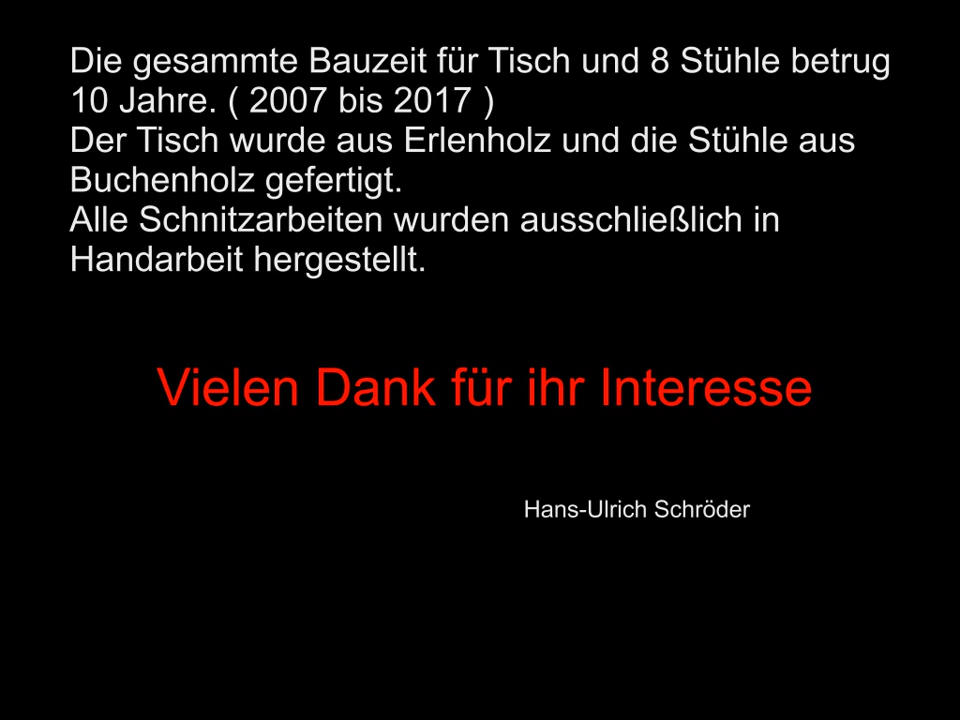 Die gesammte Bauzeit für Tisch und 8 Stühle betrug
10 Jahre. ( 2007 bis 2017 )
Der Tisch wurde aus Erlenholz und die Stühle aus
Buchenholz gefertigt.
Alle Schnitzarbeiten wurden ausschließlich in
Handarbeit hergestellt.
Vielen Dank für ihr Interesse
Hans-Ulrich Schröder